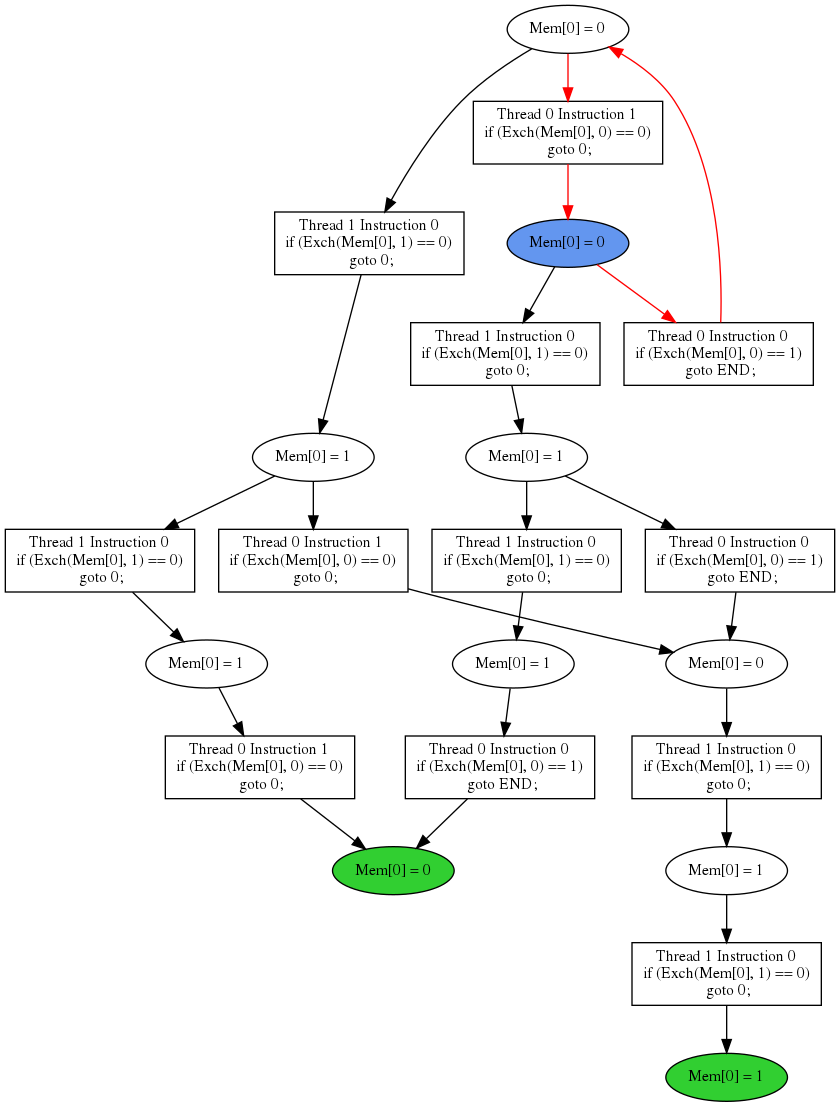 Mem[0] = 0
Thread 0 Instruction 1
if (Exch(Mem[0], 0) == 0)
goto 0;
Thread 1 Instruction 0
if (Exch(Mem[0], 1) == 0)
goto 0;
Mem[0] = 0
Thread 1 Instruction 0
if (Exch(Mem[0], 1) == 0)
goto 0;
Thread 0 Instruction 0
if (Exch(Mem[0], 0) == 1)
goto END;
Mem[0] = 1
Mem[0] = 1
Thread 1 Instruction 0
if (Exch(Mem[0], 1) == 0)
goto 0;
Thread 0 Instruction 1
if (Exch(Mem[0], 0) == 0)
goto 0;
Thread 1 Instruction 0
if (Exch(Mem[0], 1) == 0)
goto 0;
Thread 0 Instruction 0
if (Exch(Mem[0], 0) == 1)
goto END;
Mem[0] = 1
Mem[0] = 1
Mem[0] = 0
Thread 0 Instruction 1
if (Exch(Mem[0], 0) == 0)
goto 0;
Thread 0 Instruction 0
if (Exch(Mem[0], 0) == 1)
goto END;
Thread 1 Instruction 0
if (Exch(Mem[0], 1) == 0)
goto 0;
Mem[0] = 0
Mem[0] = 1
Thread 1 Instruction 0
if (Exch(Mem[0], 1) == 0)
goto 0;
Mem[0] = 1